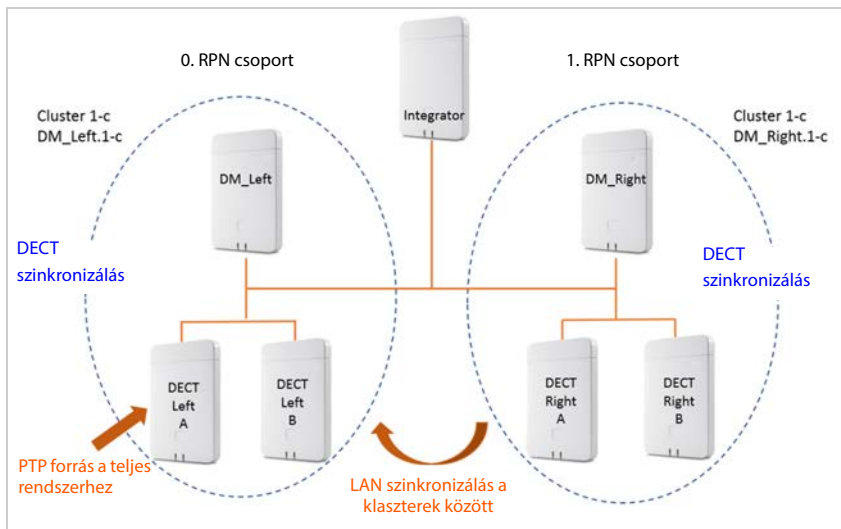 0. RPN csoport
1. RPN csoport
Integrator
Cluster 1-c
DM_Left.1-c
Cluster 1-c
DM_Right.1-c
DM_Left
DM_Right
DECT
szinkronizálás
DECT
szinkronizálás
DECT
Left
A
DECT
Left
B
DECT
Right
A
DECT
Right
B
PTP forrás a teljes
rendszerhez
LAN szinkronizálás a
klaszterek között